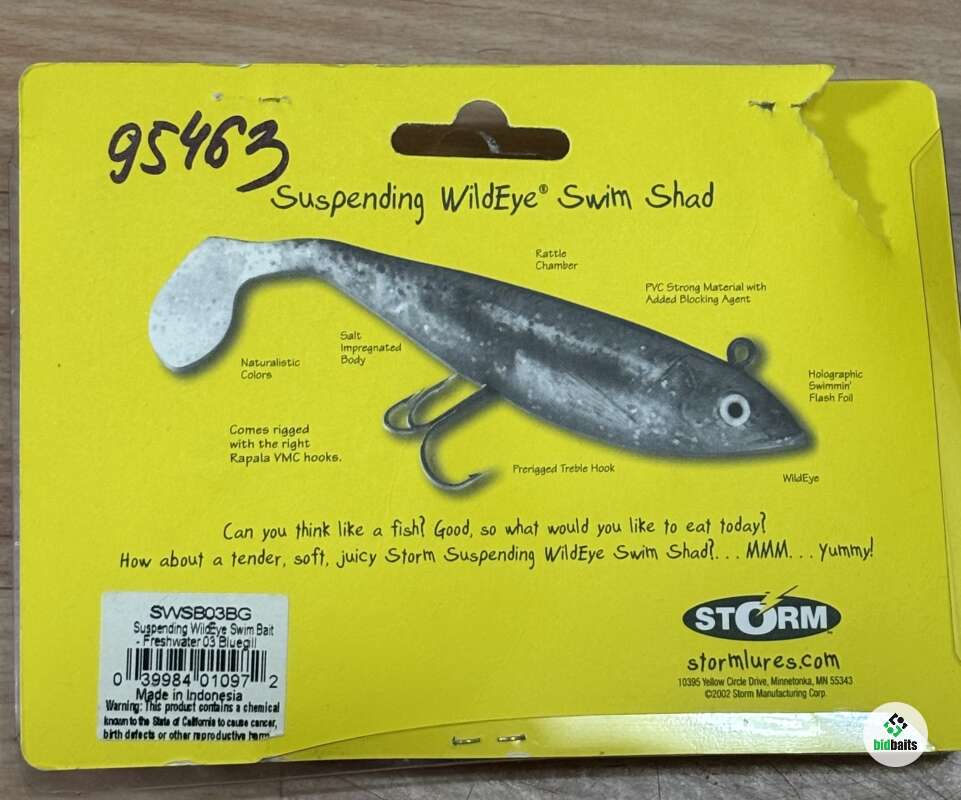 95463
Suspending WildEye® Swim Shad
Rattle
Chamber
PVC Strong Material with
Added Blocking Agent
Salt
Impregnated
Body
Naturalistic
Colors
Holographic
Swimmin'
Flash Foil
Comes rigged
with the right
Rapala VMC hooks.
Prerigged Treble Hook
WildEye
Can you think like a fish? Good, so what would you like to eat today?
How about a tender, soft, juicy Storm Suspending WildEye Swim Shad?. . . MMM. . . Yummy!
SWSB03BG
Suspending WildEye Swim Bait
- Freshwater 03 Bluegill
0 39984 01097 2
Made in Indonesia
Warning: This product contains a chemical
known to the State of California to cause cancer,
birth defects or other reproductive harm
STORM™
stormlures.com
10395 Yellow Circle Drive, Minnetonka, MN 55343
©2002 Storm Manufacturing Corp.
bidbaits